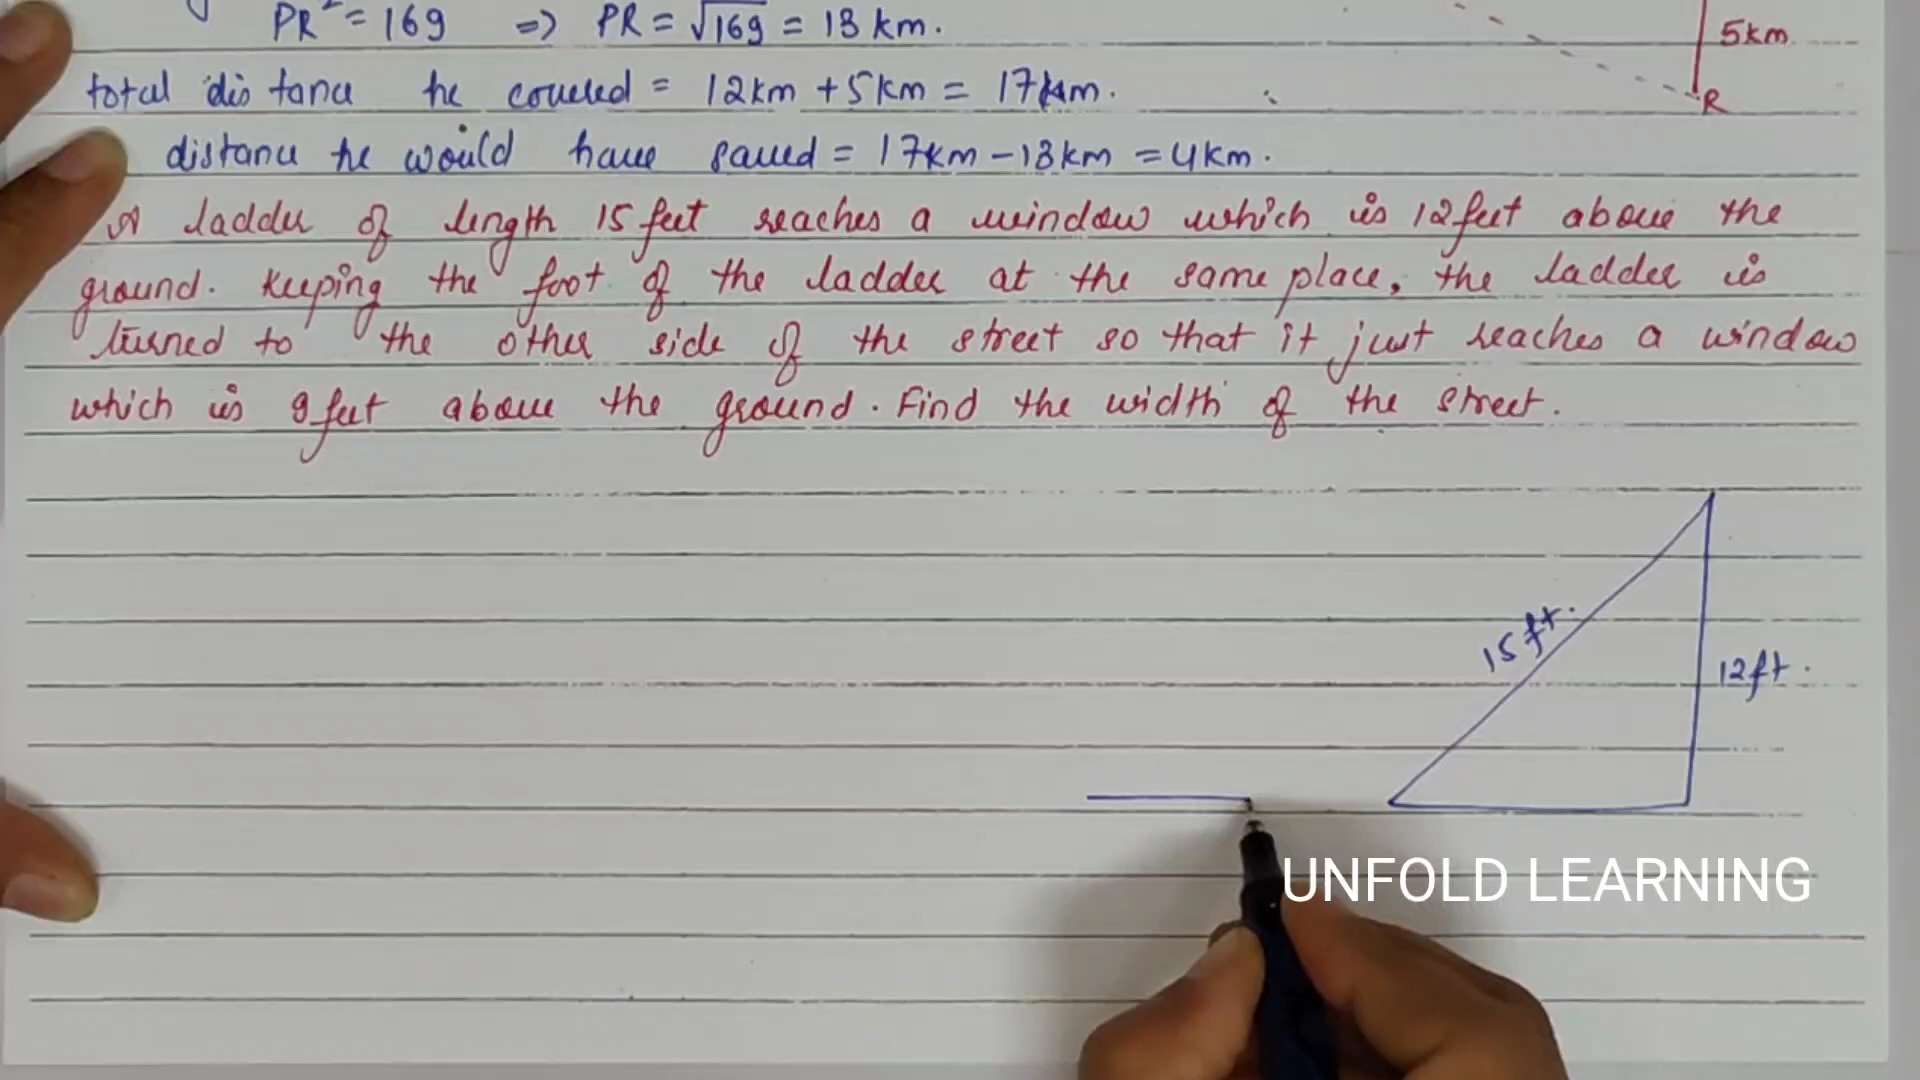 PR² = 169 => PR = √169 = 13 km.
5km
total distance he covered = 12km + 5km = 17km.
R
distance he would have saved = 17km - 13km = 4km.
A ladder of length 15 feet reaches a window which is 12 feet above the
ground. Keeping the foot of the ladder at the same place, the ladder is
turned to the other side of the street so that it just reaches a window
which is 9 feet above the ground. Find the width of the street.
15 ft.
12 ft.
UNFOLD LEARNING